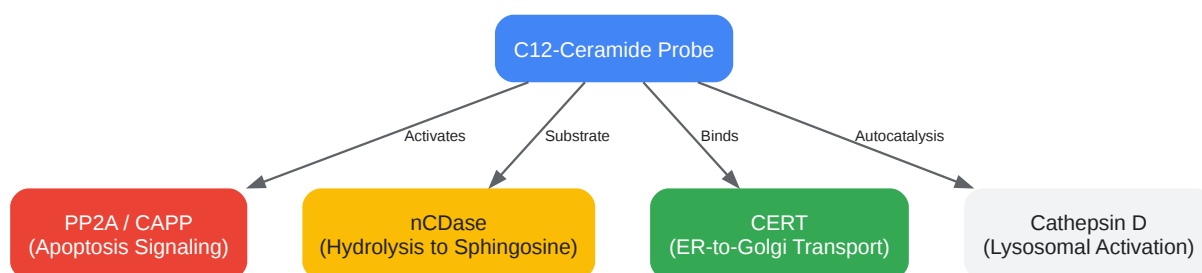 C12-Ceramide Probe
Activates
Substrate
Binds
Autocatalysis
PP2A / CAPP
(Apoptosis Signaling)
nCDase
(Hydrolysis to Sphingosine)
CERT
(ER-to-Golgi Transport)
Cathepsin D
(Lysosomal Activation)